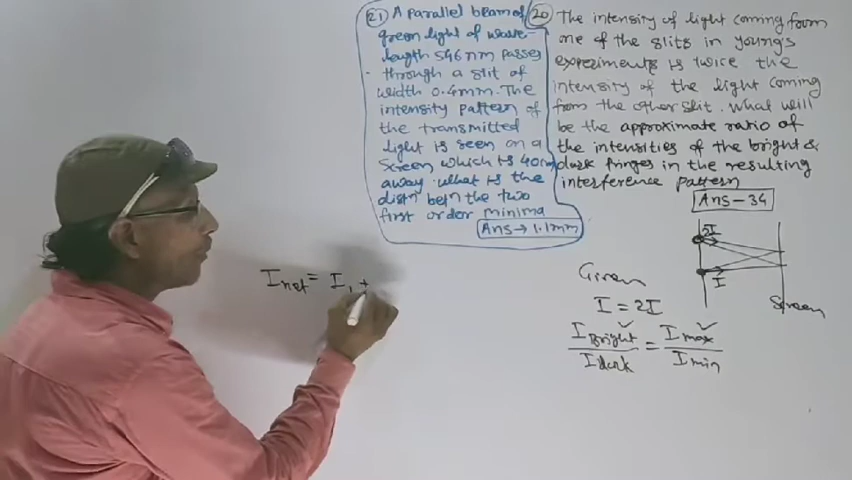 (21) A parallel beam of
green light of wave-
length 546 nm passes
through a slit of
width 0.4mm. The
intensity pattern of
the transmitted
light is seen on a
screen which is 40cm
away. what is the
distn betn the two
first order minima
Ans → 1.1mm
(20) The intensity of light coming from
one of the slits in young's
experiments is twice the
intensity of the light coming
from the other slit. What will
be the approximate ratio of
the intensities of the bright &
dark fringes in the resulting
interference pattern
Ans - 34
2I
I
Screen
Given
I = 2I
I Bright / I dark = I max / I min
I net = I1 +